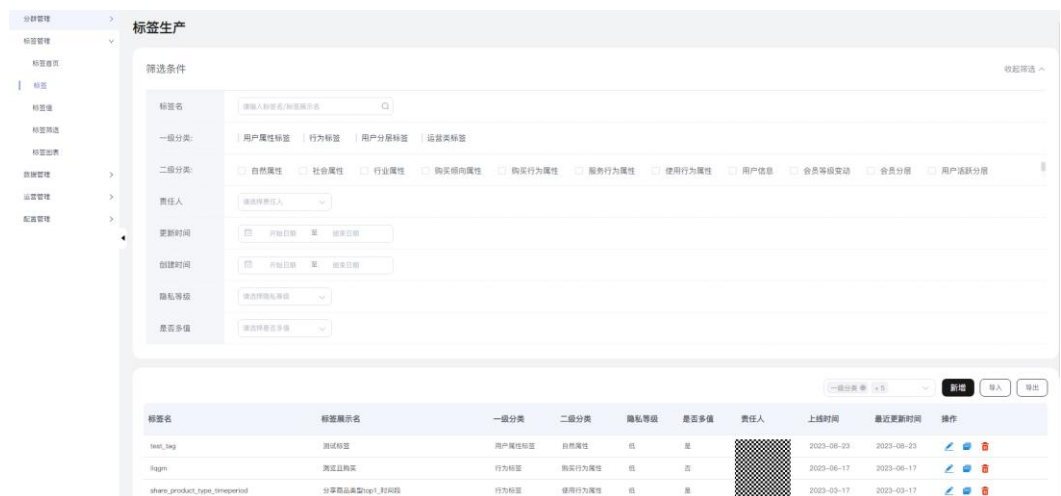 分群管理
标签管理
标签首页
标签
标签值
标签筛选
标签出表
数据管理
运营管理
配置管理
标签生产
筛选条件
收起筛选
标签名 请输入标签名/标签展示名
一级分类: 用户属性标签 行为标签 用户分层标签 运营类标签
二级分类: 自然属性 社会属性 行业属性 购买倾向属性 购买行为属性 服务行为属性 使用行为属性 用户信息 会员等级变动 会员分层 用户活跃分层
责任人 请选择责任人
更新时间 开始日期 至 结束日期
创建时间 开始日期 至 结束日期
隐私等级 请选择隐私等级
是否多值 请选择是否多值
一级分类 + 5 新增 导入 导出
标签名 标签展示名 一级分类 二级分类 隐私等级 是否多值 责任人 上线时间 最近更新时间 操作
test_tag 测试标签 用户属性标签 自然属性 低 是 2023-08-23 2023-08-23
测试且购买 行为标签 购买行为属性 低 否 2023-06-17 2023-06-17
share_product_type_timeperiod 分享商品类型top1_时间段 行为标签 使用行为属性 低 是 2023-03-17 2023-03-17